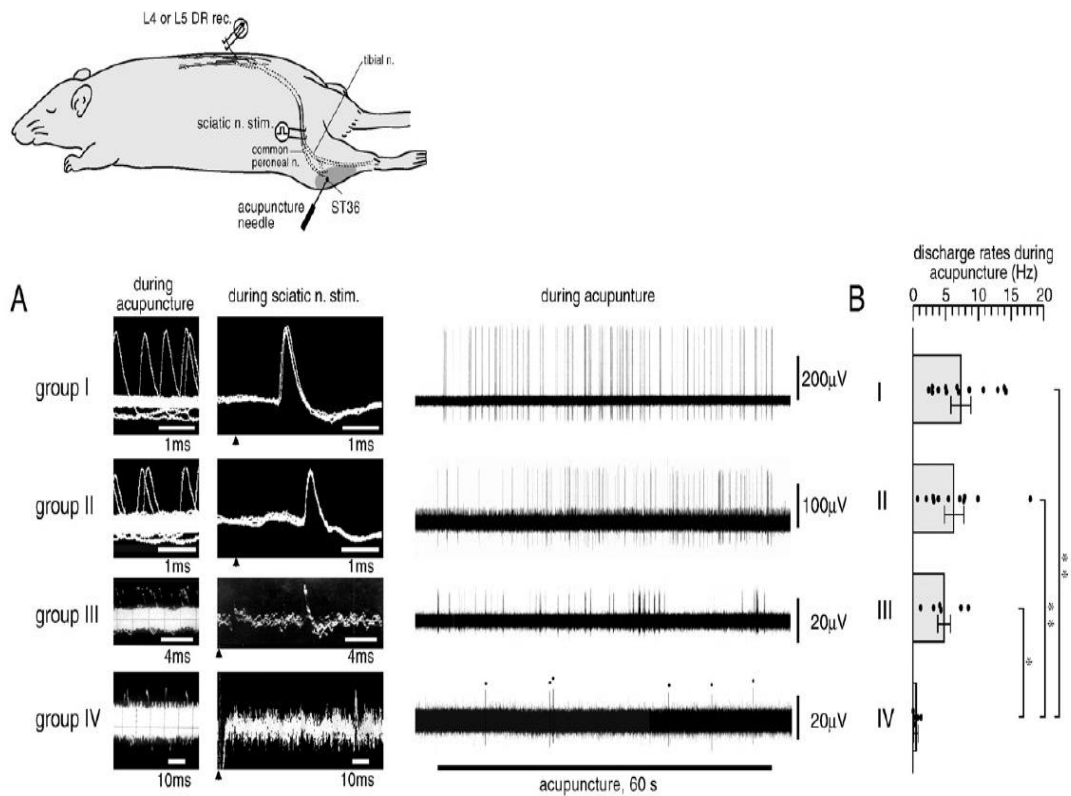 L4 or L5 DR rec.
tibial n.
sciatic n. stim.
common
peroneal n.
acupuncture
needle
ST36
A
during
acupuncture
during sciatic n. stim.
during acupunture
B
discharge rates during
acupuncture (Hz)
0 5 10 15 20
group I
1ms
1ms
200μV
I
group II
1ms
1ms
100μV
II
group III
4ms
4ms
20μV
III
group IV
10ms
10ms
20μV
IV
acupuncture, 60 s
*
* *
* *